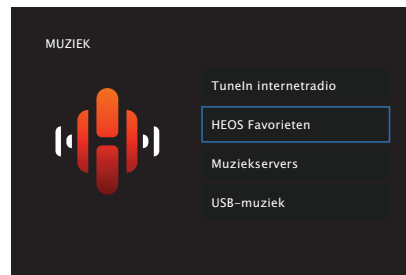 MUZIEK
TuneIn internetradio
HEOS Favorieten
Muziekservers
USB-muziek